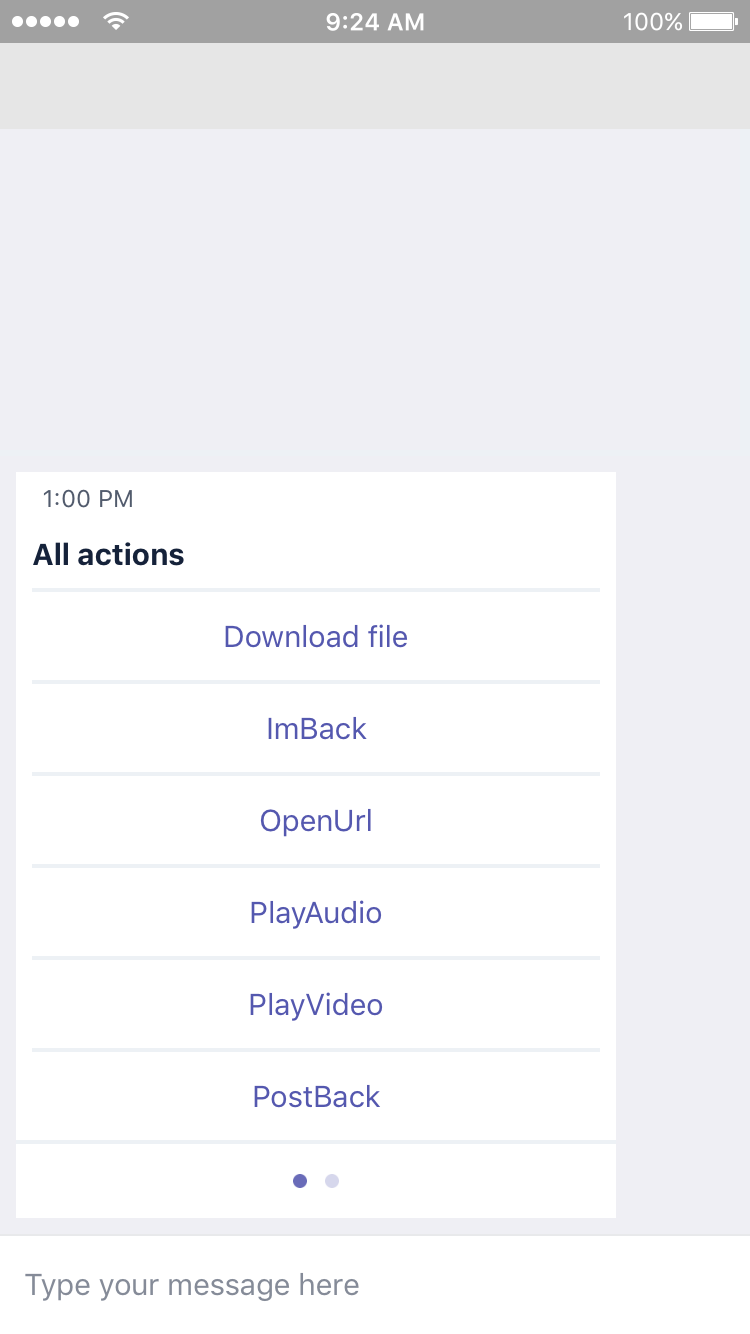 9:24 AM 100%
1:00 PM
All actions
Download file
ImBack
OpenUrl
PlayAudio
PlayVideo
PostBack
Type your message here